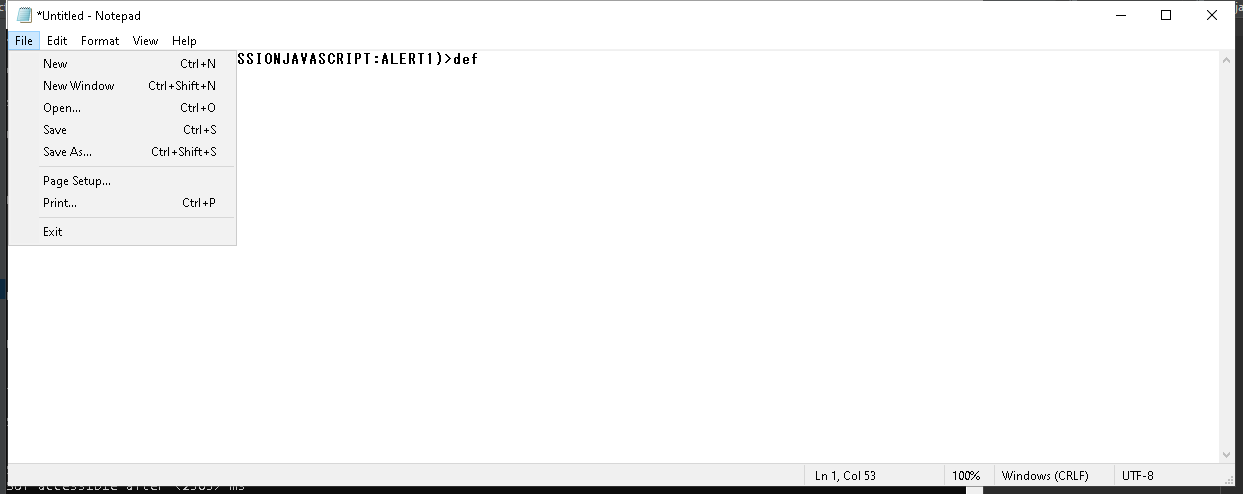 *Untitled - Notepad
File Edit Format View Help
SSIONJAVASCRIPT:ALERT1)>def
New Ctrl+N
New Window Ctrl+Shift+N
Open... Ctrl+O
Save Ctrl+S
Save As... Ctrl+Shift+S
Page Setup...
Print... Ctrl+P
Exit
Ln 1, Col 53 100% Windows (CRLF) UTF-8